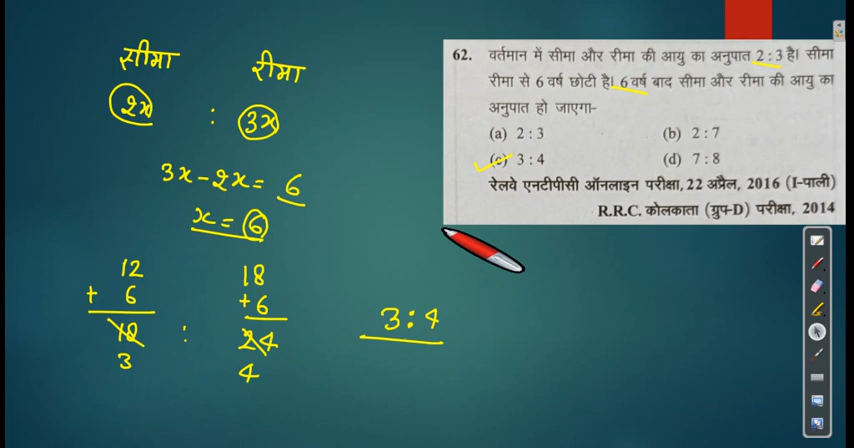 सीमा रीमा
2x : 3x
3x - 2x = 6
x = 6
12 18
+ 6 +6
18 : 24
3 4
3:4
62. वर्तमान में सीमा और रीमा की आयु का अनुपात 2 : 3 है। सीमा
रीमा से 6 वर्ष छोटी है। 6 वर्ष बाद सीमा और रीमा की आयु का
अनुपात हो जाएगा-
(a) 2 : 3 (b) 2 : 7
(c) 3 : 4 (d) 7 : 8
रेलवे एनटीपीसी ऑनलाइन परीक्षा, 22 अप्रैल, 2016 (I-पाली)
R.R.C. कोलकाता (ग्रुप-D) परीक्षा, 2014